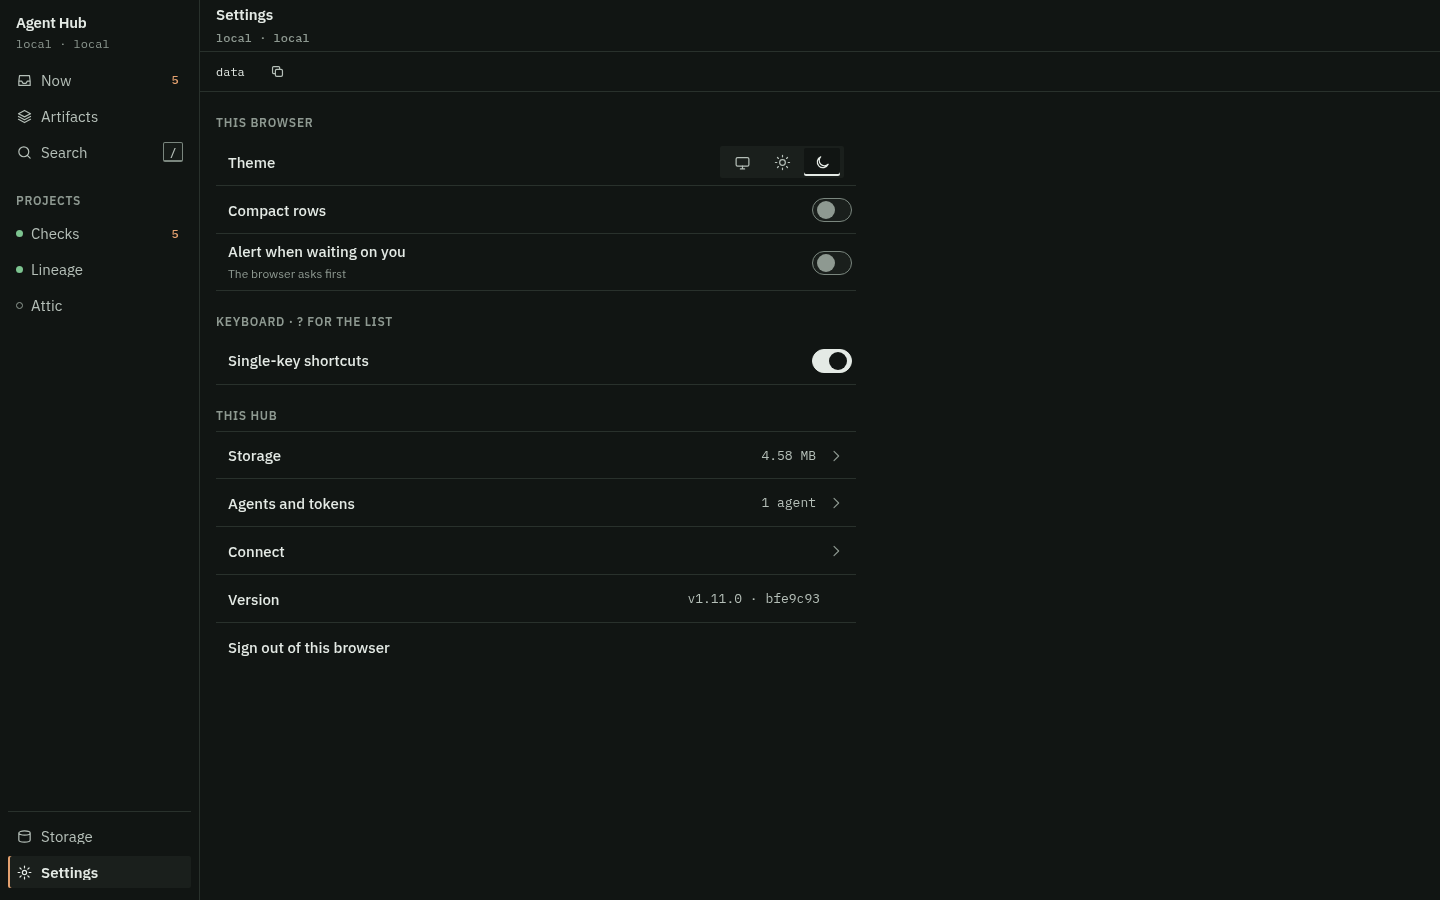 Agent Hub
local · local
Now 5
Artifacts
Search /
PROJECTS
Checks 5
Lineage
Attic
Storage
Settings
Settings
local · local
data
THIS BROWSER
Theme
Compact rows
Alert when waiting on you
The browser asks first
KEYBOARD · ? FOR THE LIST
Single-key shortcuts
THIS HUB
Storage 4.58 MB
Agents and tokens 1 agent
Connect
Version v1.11.0 · bfe9c93
Sign out of this browser